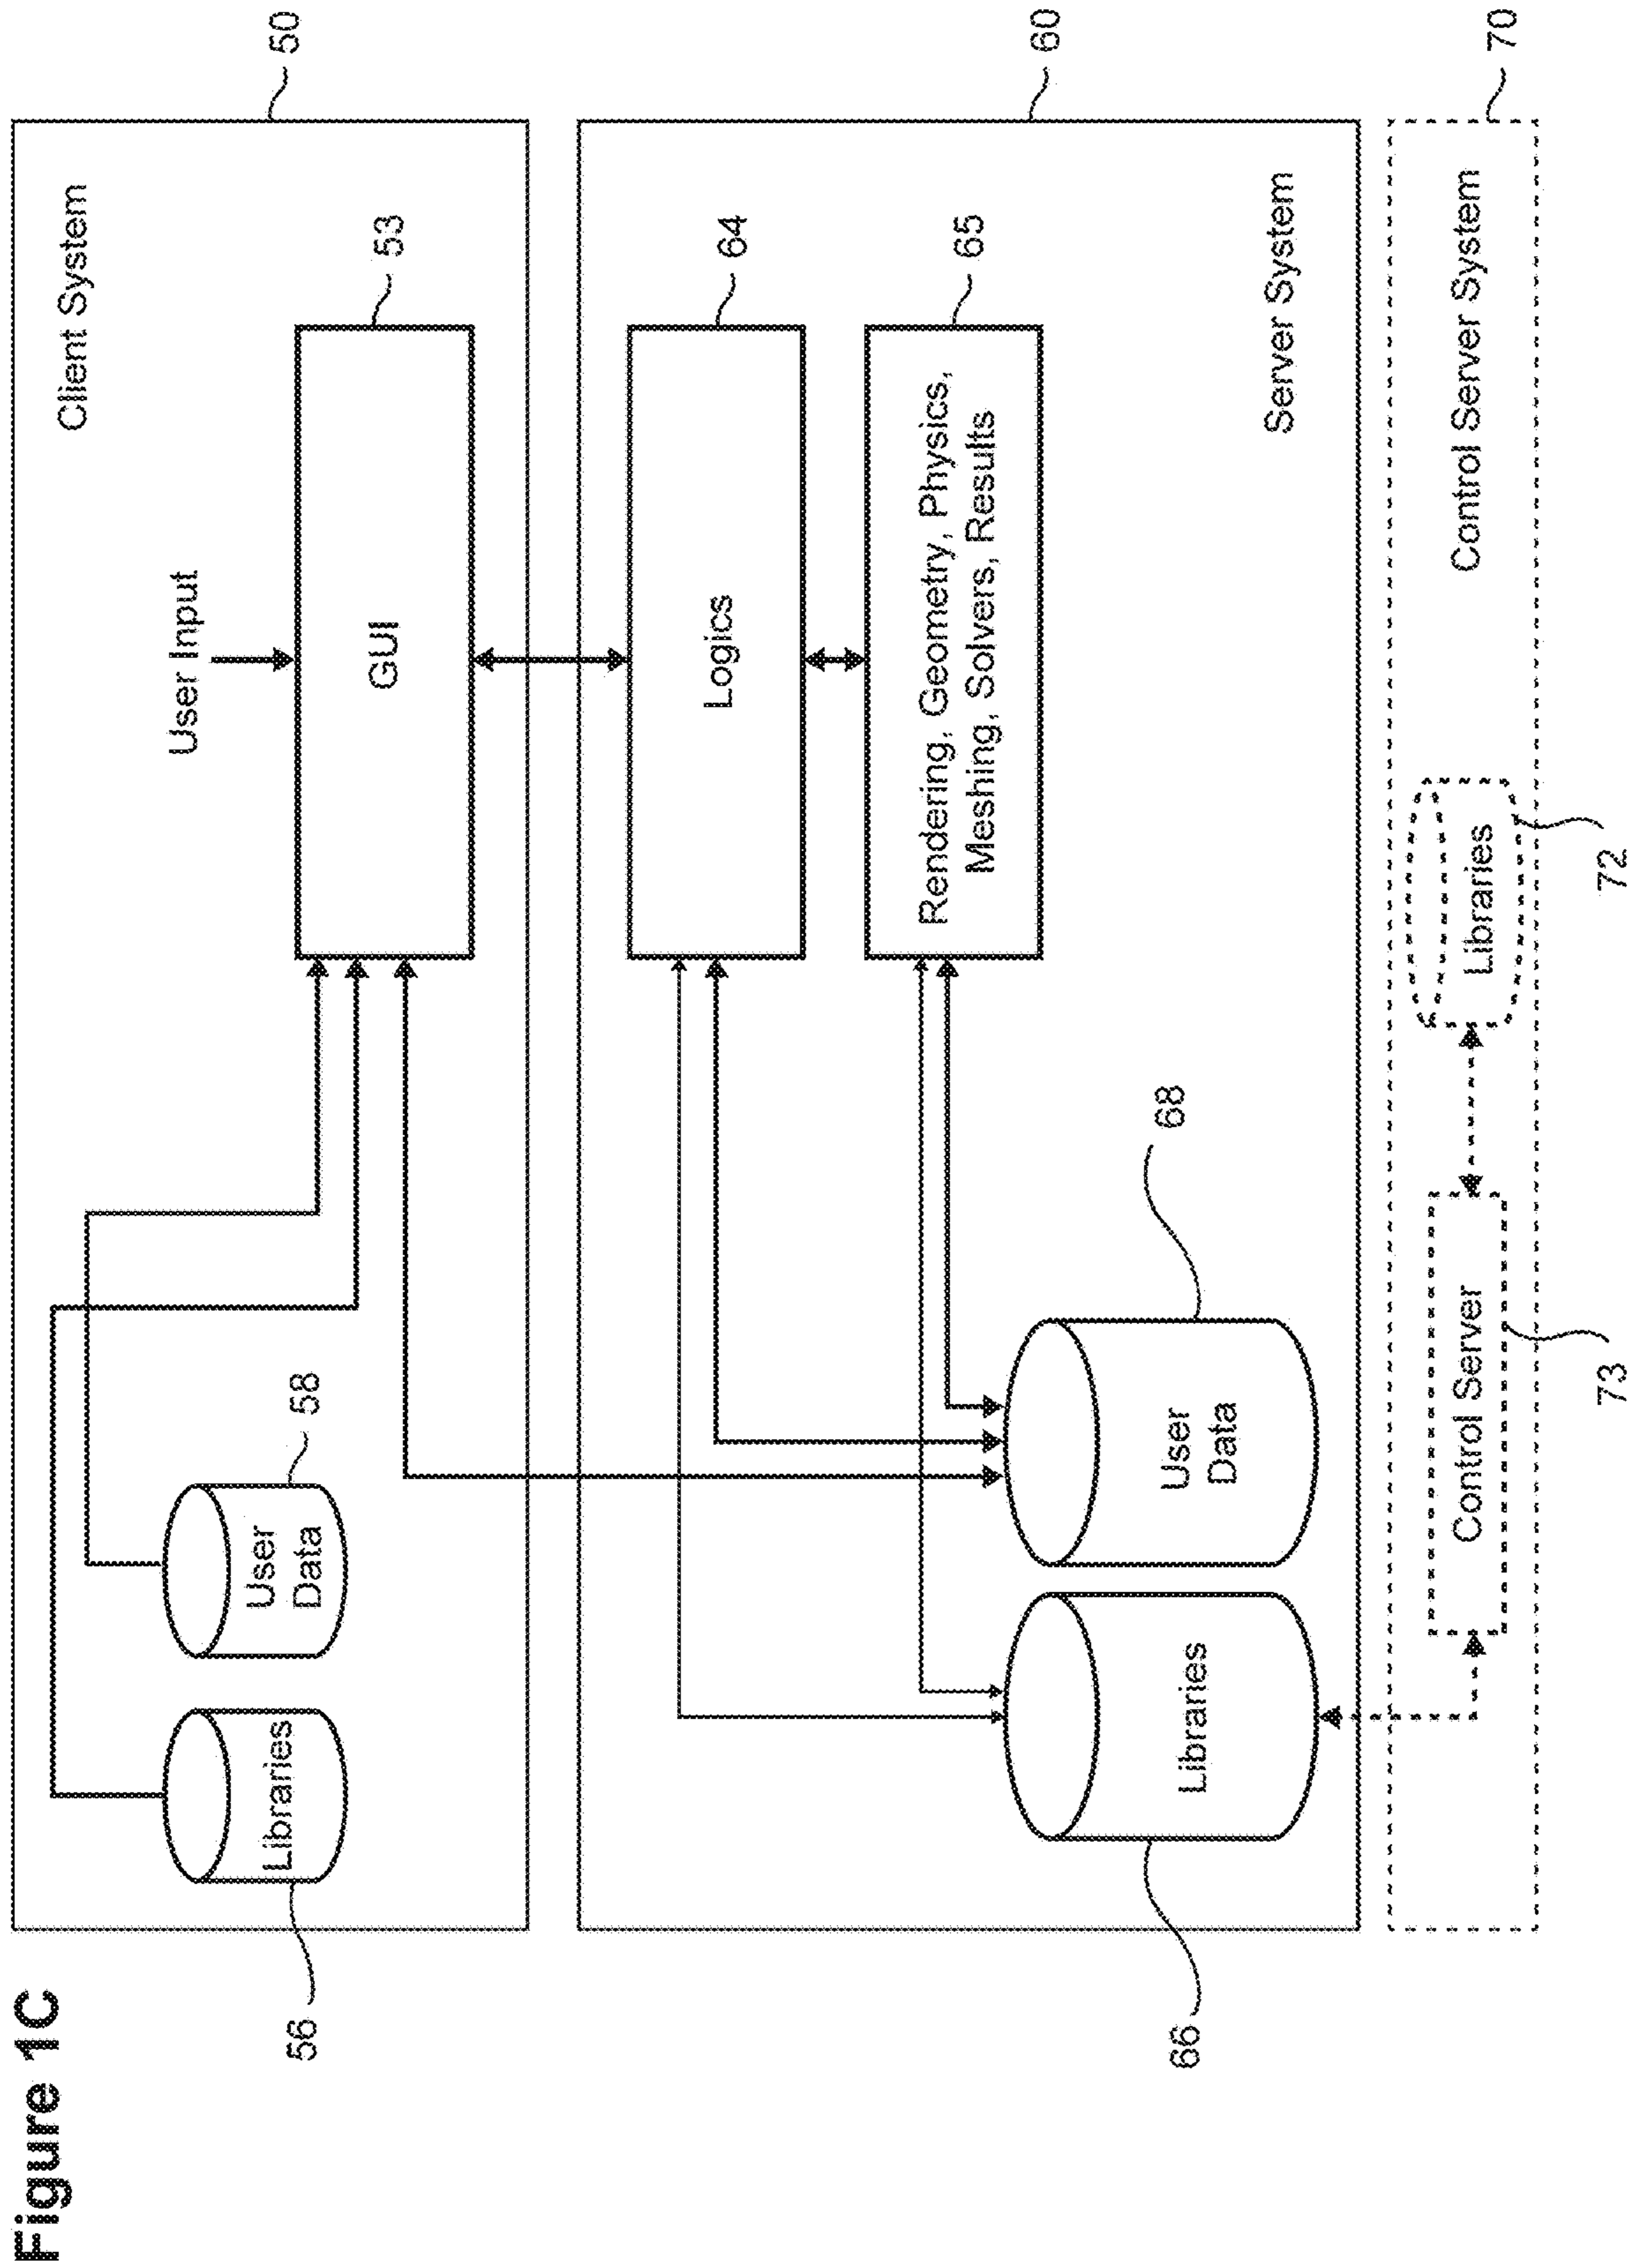 Figure 1C
Client System
50
User Input
GUI
53
User
Data
58
Libraries
56
Logics
64
Rendering, Geometry, Physics,
Meshing, Solvers, Results
65
User
Data
68
Libraries
66
Server System
60
Control Server System
70
Libraries
72
Control Server
73